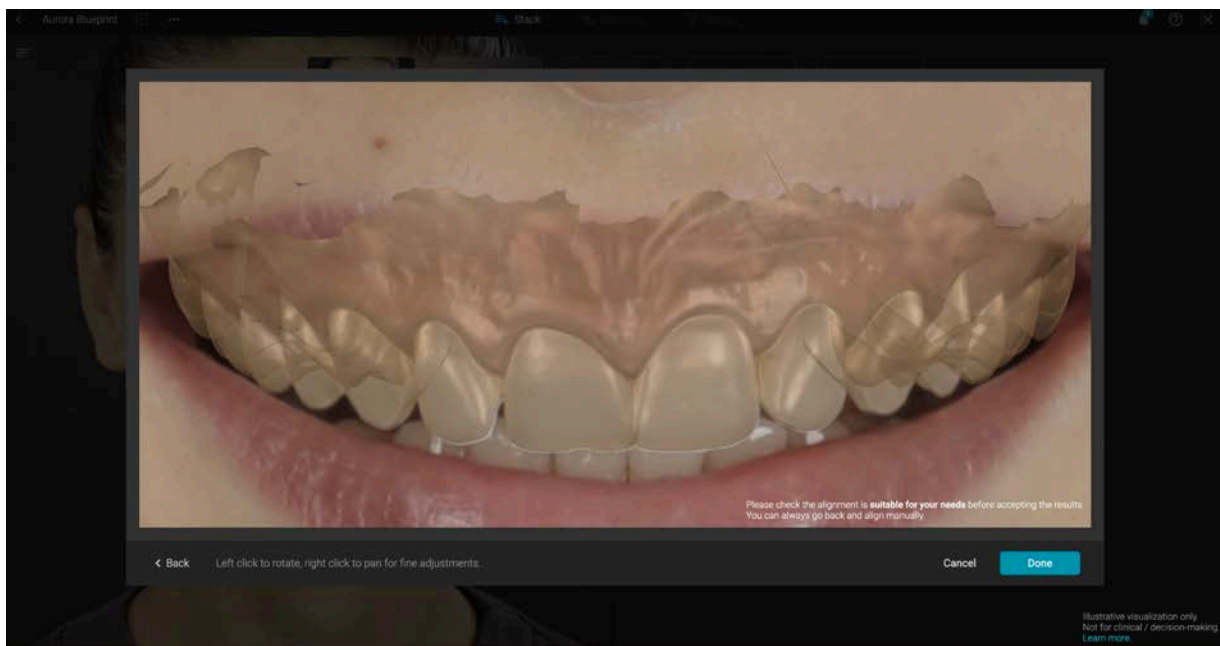 Aurora Blueprint
Stack
Please check the alignment is suitable for your needs before accepting the results
You can always go back and align manually
Back
Left click to rotate, right click to pan for fine adjustments.
Cancel
Done
Illustrative visualization only.
Not for clinical / decision-making.
Learn more.